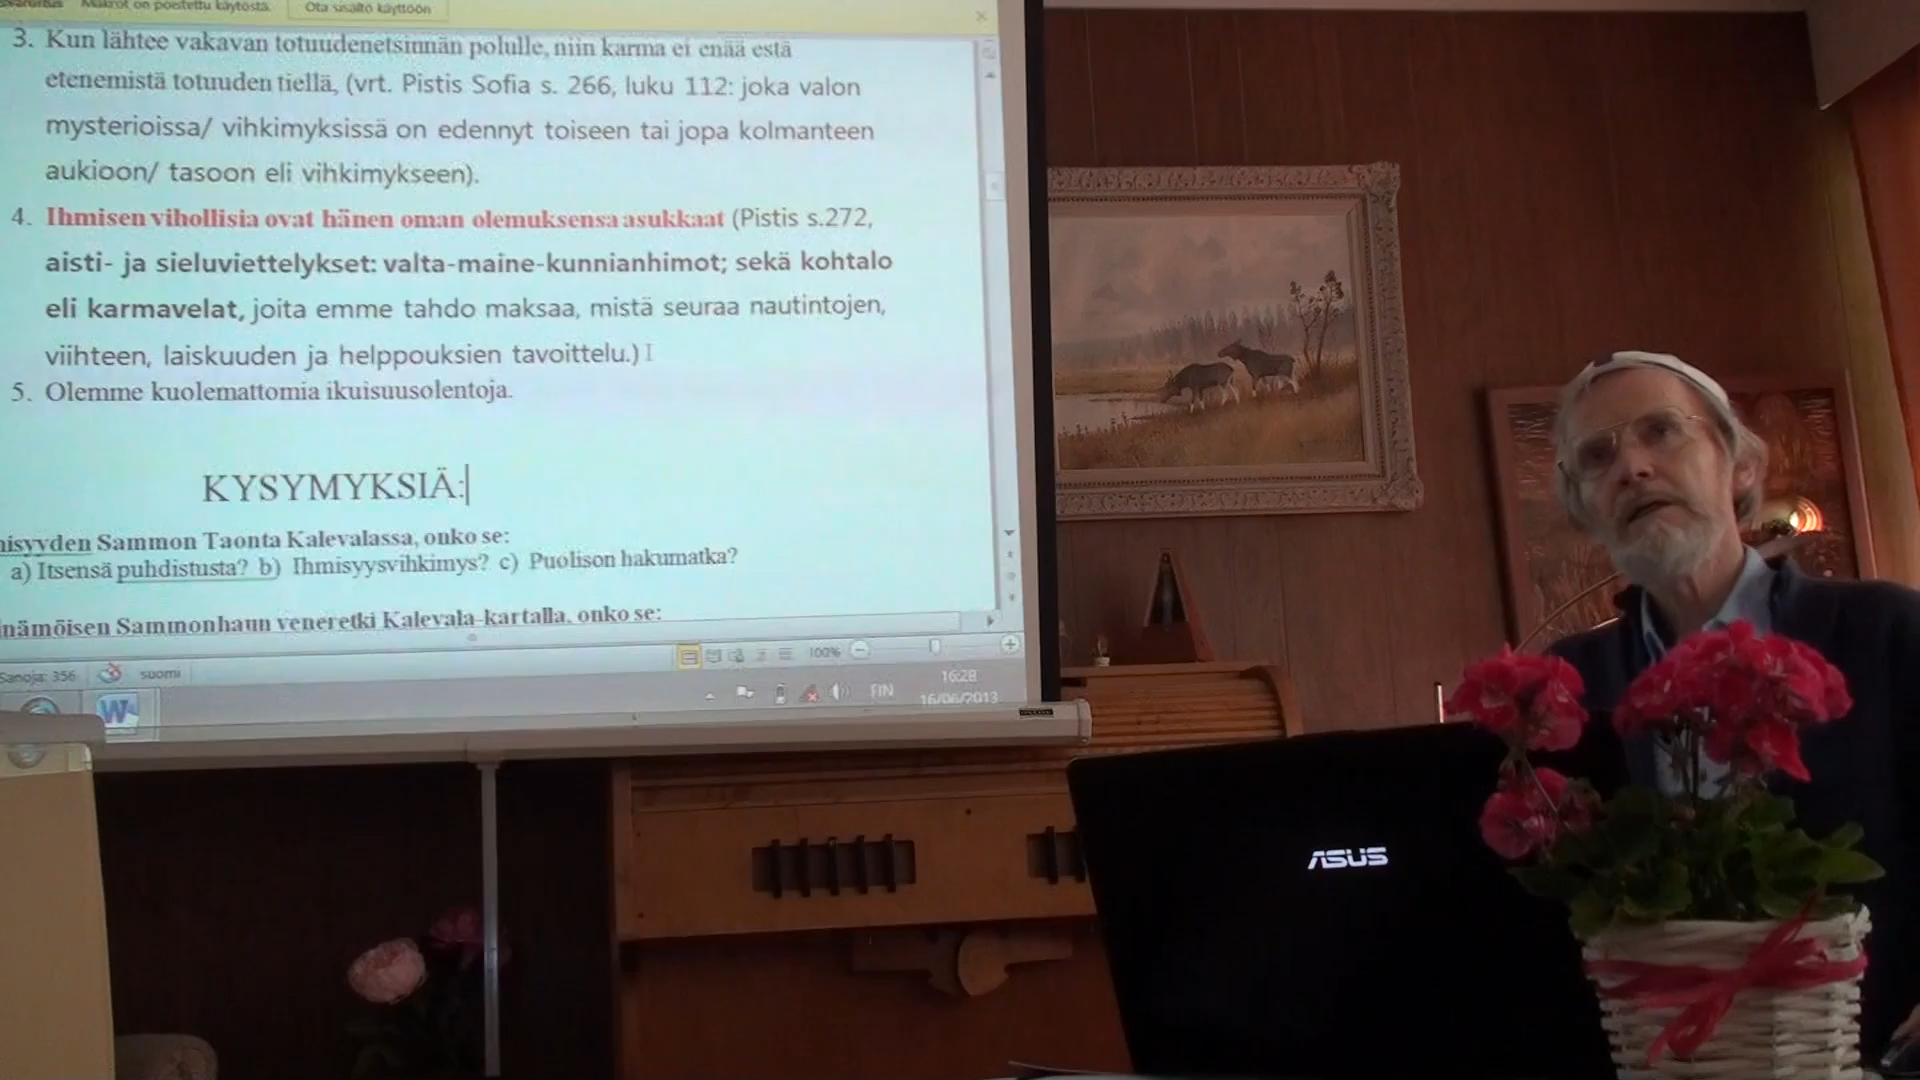 Makrot on poistettu käytöstä. Ota sisältö käyttöön
3. Kun lähtee vakavan totuudenetsinnän polulle, niin karma ei enää estä
etenemistä totuuden tiellä, (vrt. Pistis Sofia s. 266, luku 112: joka valon
mysterioissa/ vihkimyksissä on edennyt toiseen tai jopa kolmanteen
aukioon/ tasoon eli vihkimykseen).
4. Ihmisen vihollisia ovat hänen oman olemuksensa asukkaat (Pistis s.272,
aisti- ja sieluviettelykset: valta-maine-kunnianhimot; sekä kohtalo
eli karmavelat, joita emme tahdo maksaa, mistä seuraa nautintojen,
viihteen, laiskuuden ja helppouksien tavoittelu.)
5. Olemme kuolemattomia ikuisuusolentoja.
KYSYMYKSIÄ:
misyyden Sammon Taonta Kalevalassa, onko se:
a) Itsensä puhdistusta? b) Ihmisyysvihkimys? c) Puolison hakumatka?
nämöisen Sammonhaun veneretki Kalevala-kartalla, onko se:
Sanoja: 356 suomi 100%
FIN 16:28
16/06/2013
ASUS